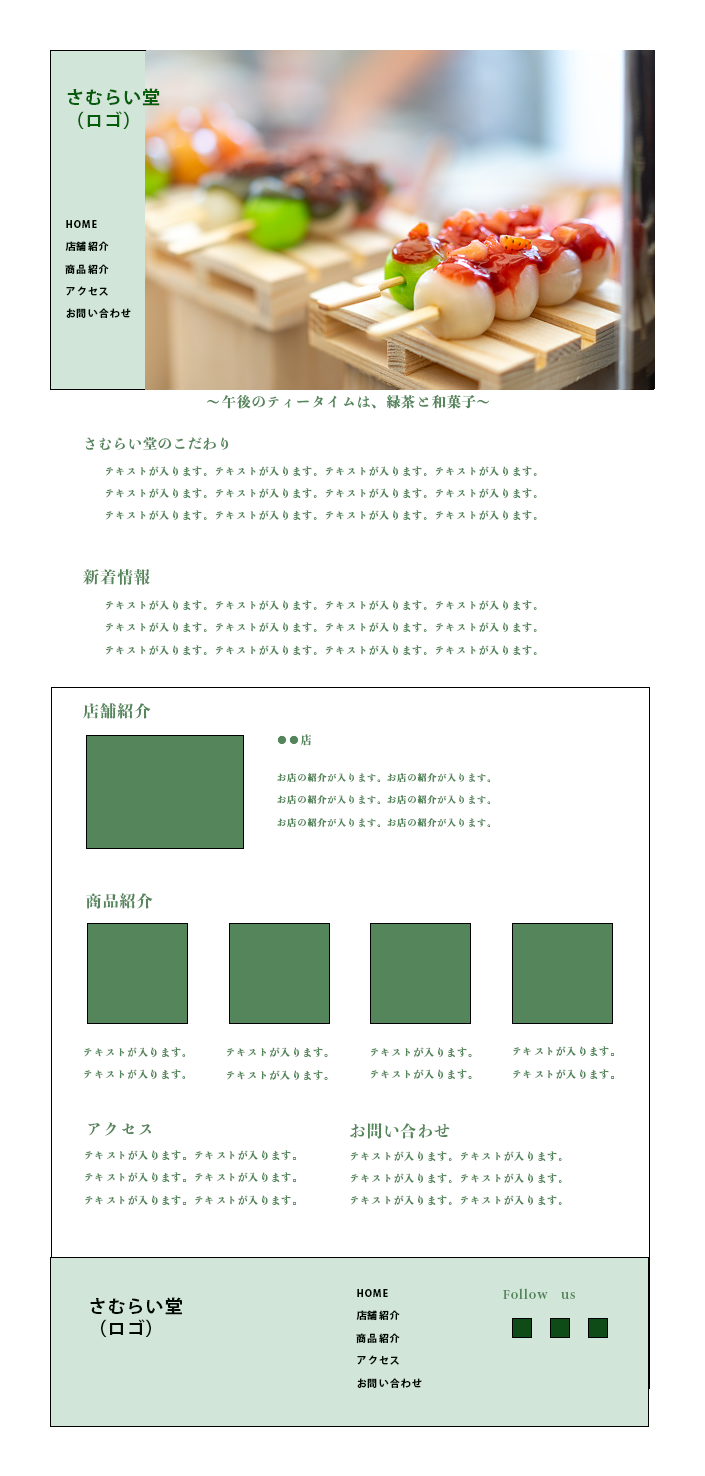 さむらい堂
（ロゴ）
HOME
店舗紹介
商品紹介
アクセス
お問い合わせ
～午後のティータイムは、緑茶と和菓子～
さむらい堂のこだわり
テキストが入ります。テキストが入ります。テキストが入ります。テキストが入ります。
テキストが入ります。テキストが入ります。テキストが入ります。テキストが入ります。
テキストが入ります。テキストが入ります。テキストが入ります。テキストが入ります。
新着情報
テキストが入ります。テキストが入ります。テキストが入ります。テキストが入ります。
テキストが入ります。テキストが入ります。テキストが入ります。テキストが入ります。
テキストが入ります。テキストが入ります。テキストが入ります。テキストが入ります。
店舗紹介
●●店
お店の紹介が入ります。お店の紹介が入ります。
お店の紹介が入ります。お店の紹介が入ります。
お店の紹介が入ります。お店の紹介が入ります。
商品紹介
テキストが入ります。
テキストが入ります。
テキストが入ります。
テキストが入ります。
テキストが入ります。
テキストが入ります。
テキストが入ります。
テキストが入ります。
アクセス
テキストが入ります。テキストが入ります。
テキストが入ります。テキストが入ります。
テキストが入ります。テキストが入ります。
お問い合わせ
テキストが入ります。テキストが入ります。
テキストが入ります。テキストが入ります。
テキストが入ります。テキストが入ります。
さむらい堂
（ロゴ）
HOME
店舗紹介
商品紹介
アクセス
お問い合わせ
Follow us